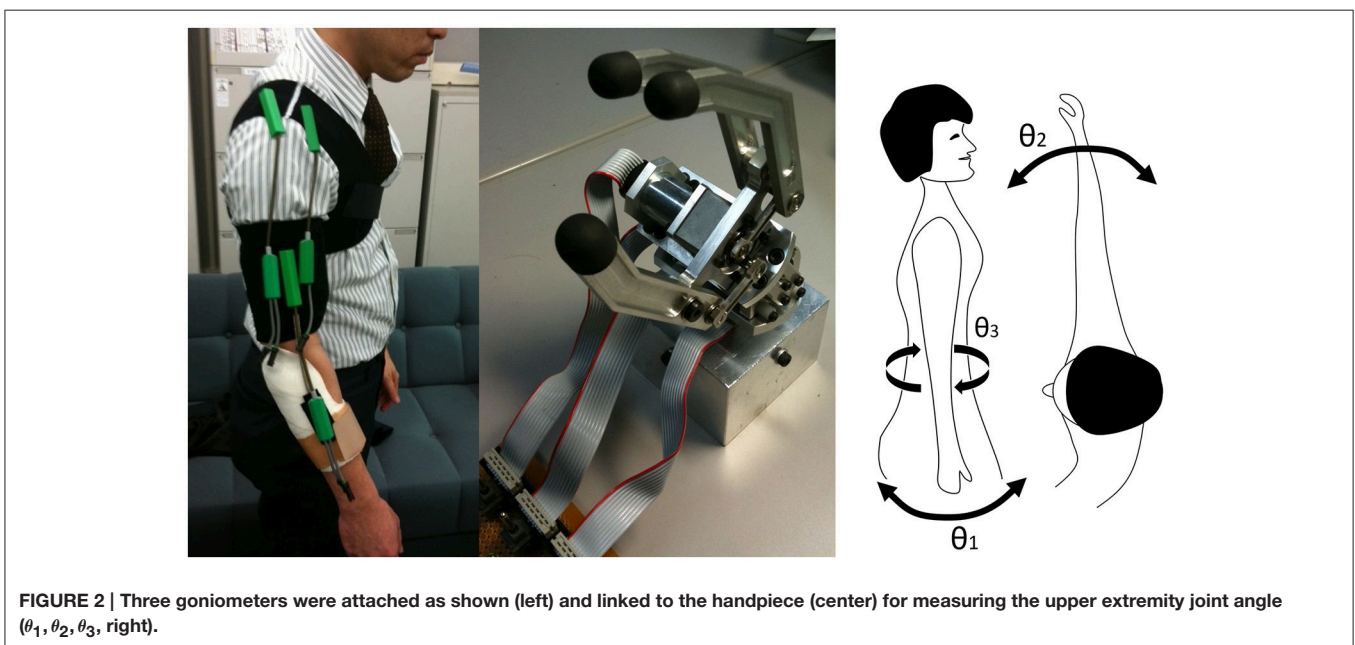 θ2
θ3
θ1
FIGURE 2 | Three goniometers were attached as shown (left) and linked to the handpiece (center) for measuring the upper extremity joint angle
(θ1, θ2, θ3, right).